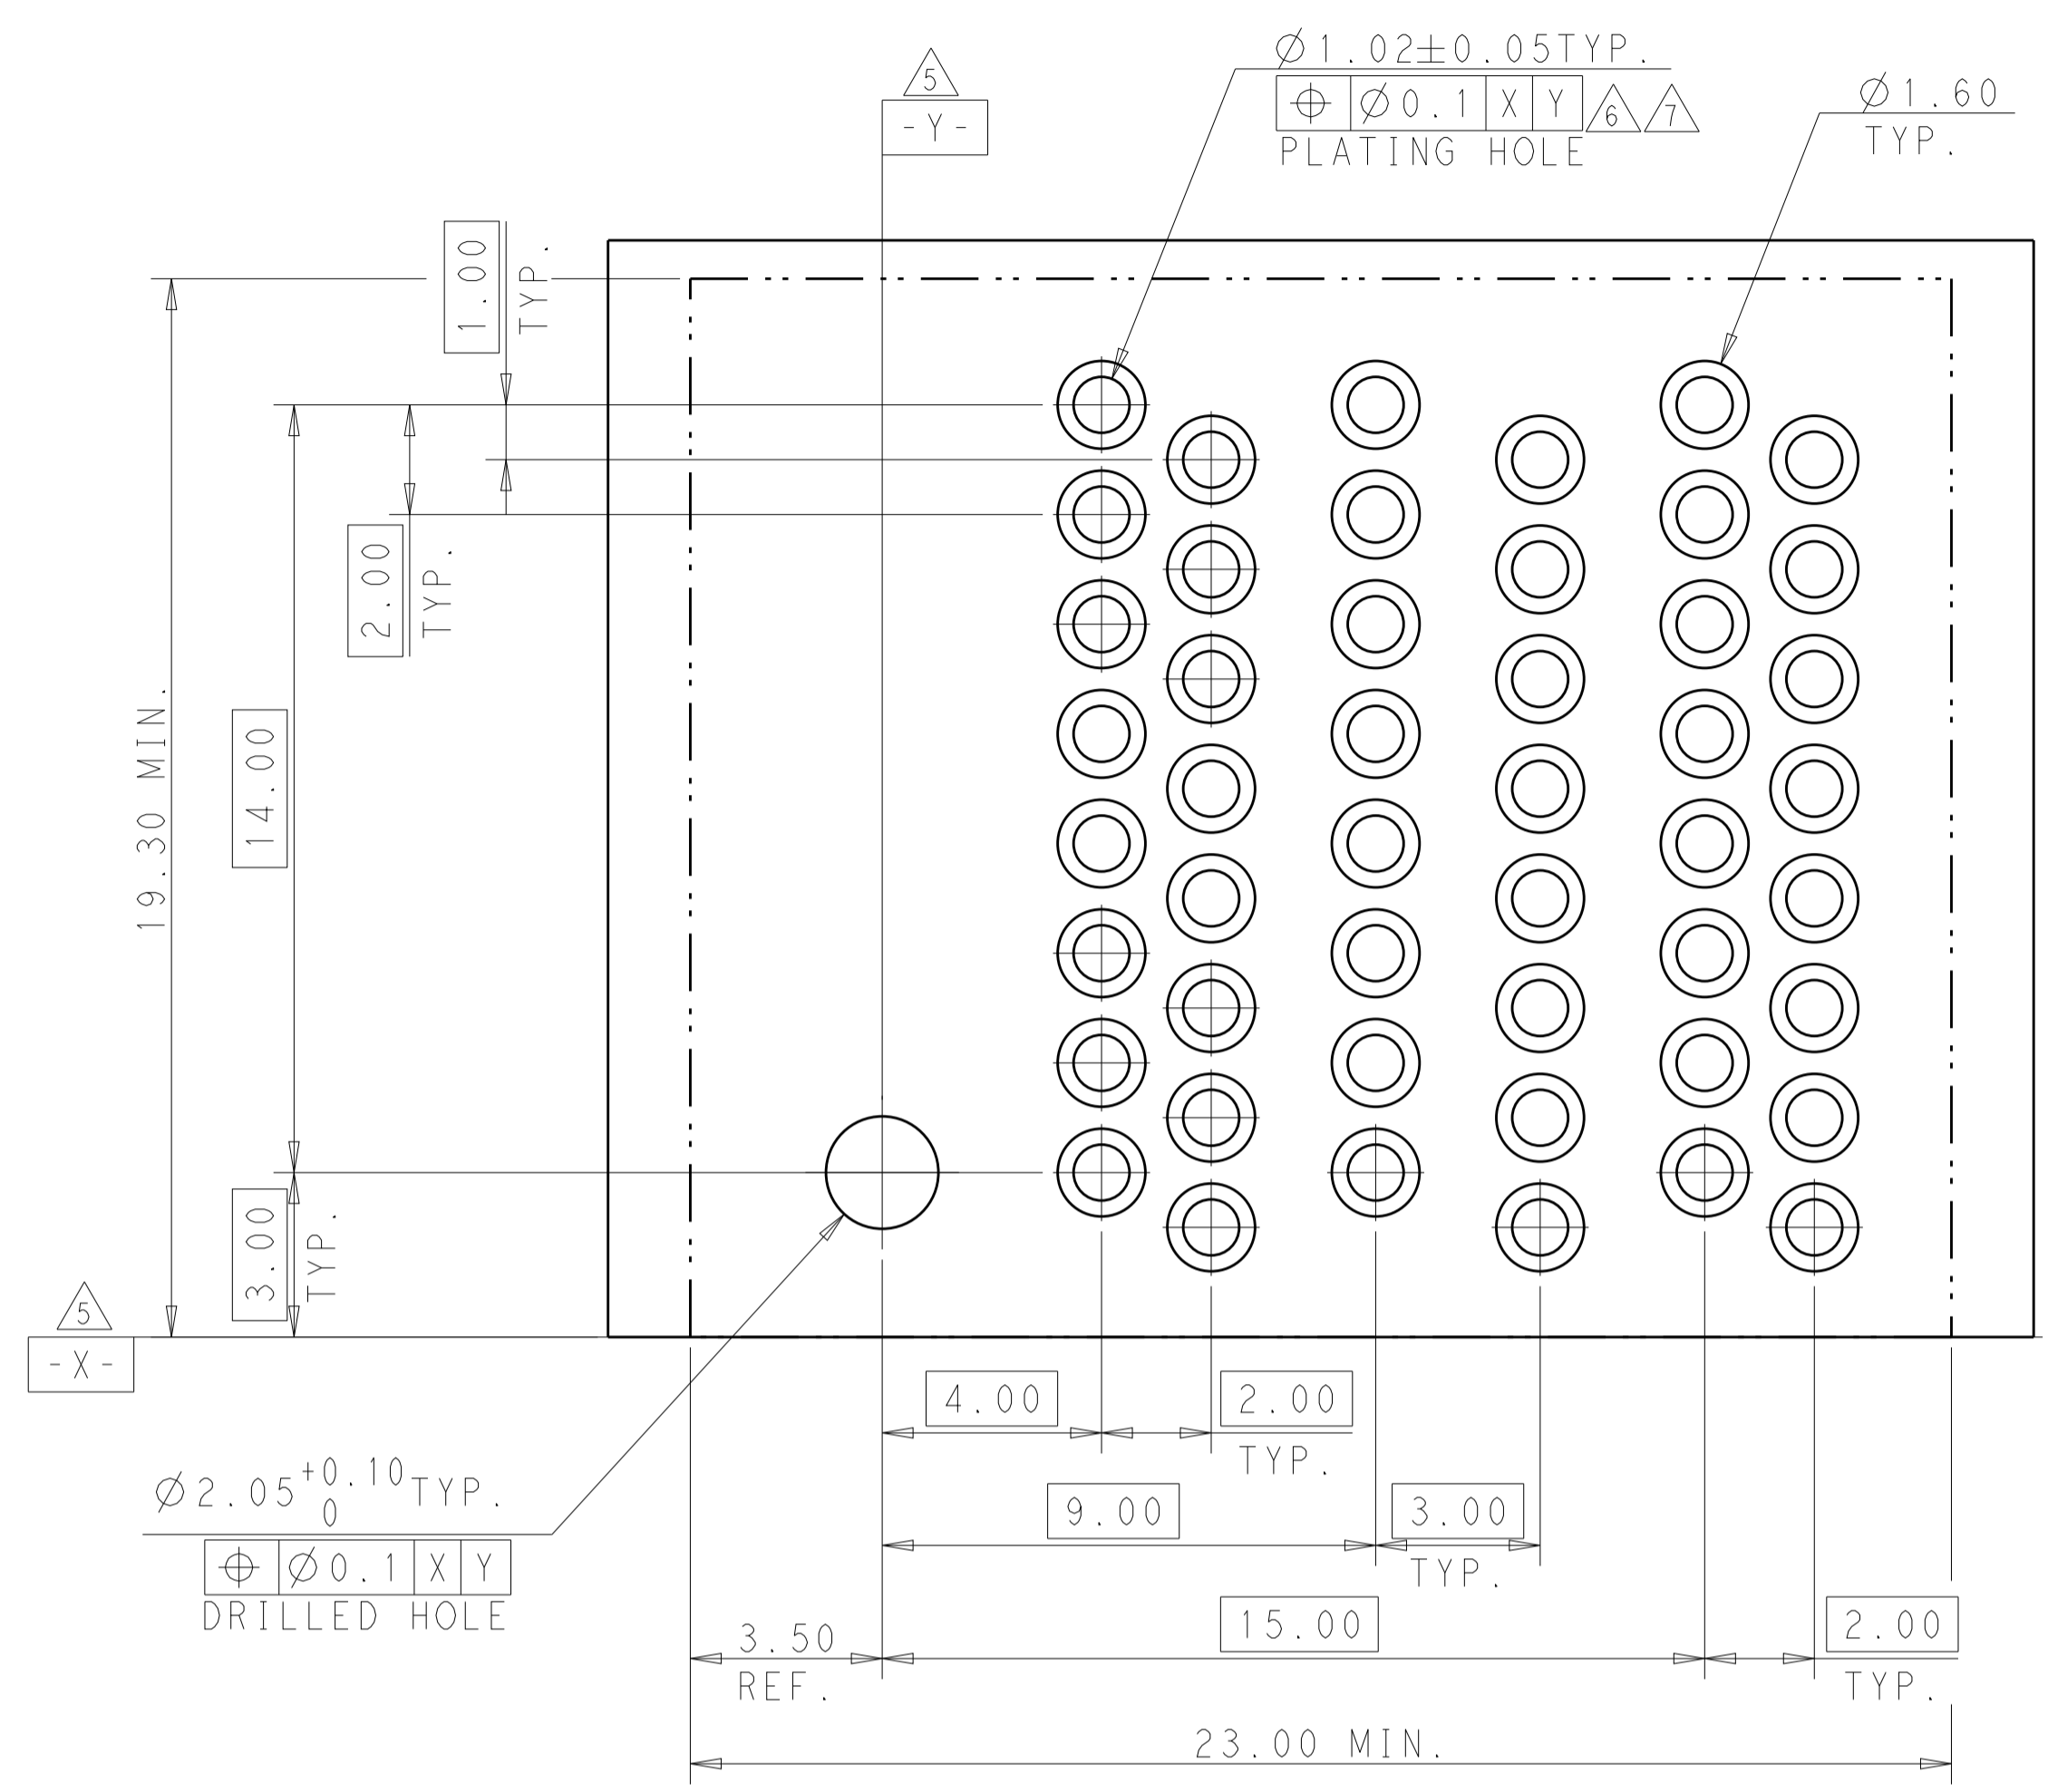 Ø1.02±0.05TYP.
⌖ Ø0.1 X Y 6 7
PLATING HOLE
Ø1.60
TYP.
5
-Y-
1.00
TYP.
2.00
TYP.
14.00
19.30 MIN.
3.00
TYP.
5
-X-
4.00
2.00
TYP.
9.00
3.00
TYP.
Ø2.05 +0.10 0 TYP.
⌖ Ø0.1 X Y
DRILLED HOLE
3.50
REF.
15.00
2.00
TYP.
23.00 MIN.